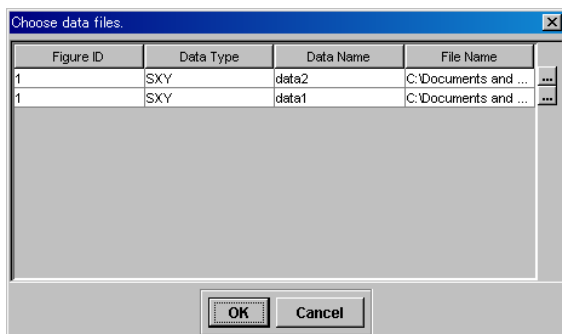 Choose data files.
Figure ID Data Type Data Name File Name
1 SXY data2 C:\Documents and ... ...
1 SXY data1 C:\Documents and ... ...
OK Cancel